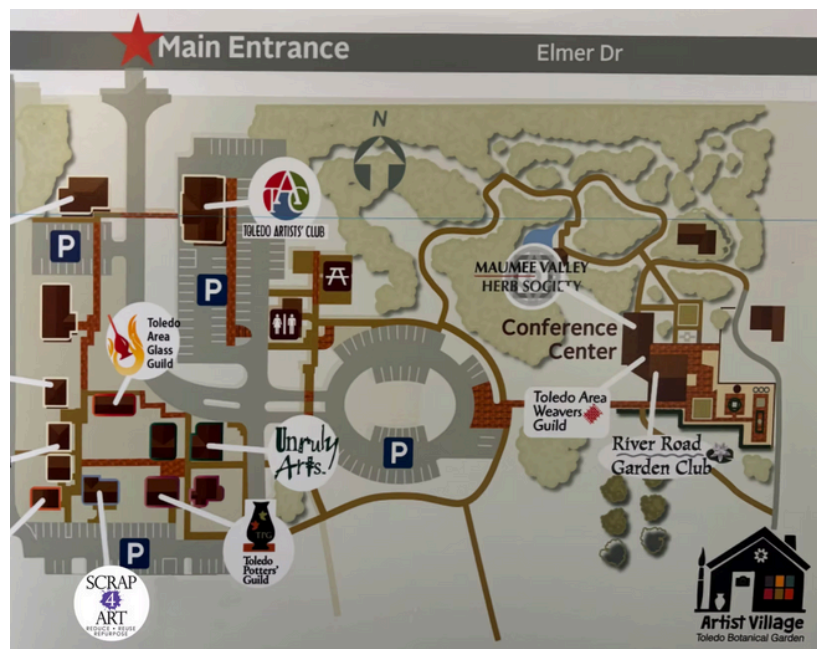 Main Entrance
Elmer Dr
N
TAC
TOLEDO ARTISTS' CLUB
P
P
MAUMEE VALLEY
HERB SOCIETY
Toledo
Area
Glass
Guild
Conference
Center
Toledo Area
Weavers
Guild
Unruly
Arts.
P
River Road
Garden Club
TPG
Toledo
Potters'
Guild
P
SCRAP
4
ART
REDUCE • REUSE
REPURPOSE
Artist Village
Toledo Botanical Garden